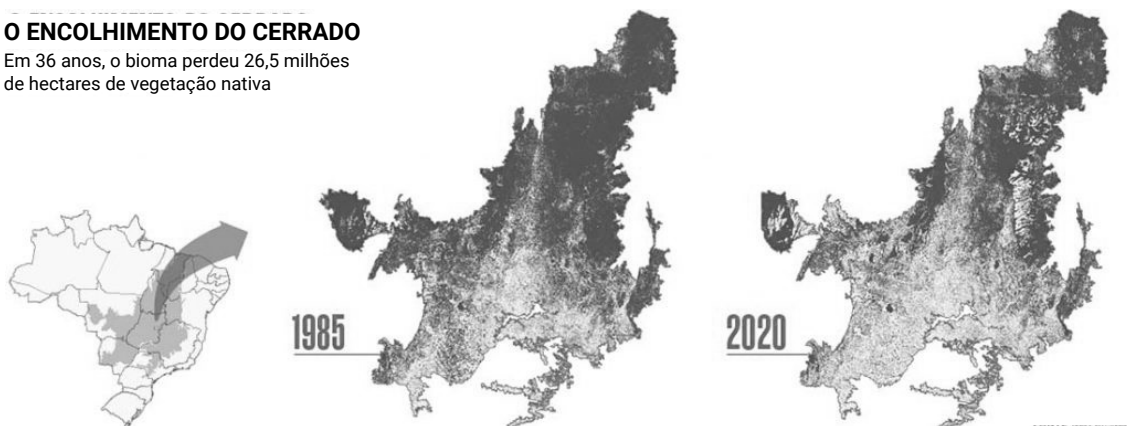 O ENCOLHIMENTO DO CERRADO
Em 36 anos, o bioma perdeu 26,5 milhões
de hectares de vegetação nativa
1985
2020